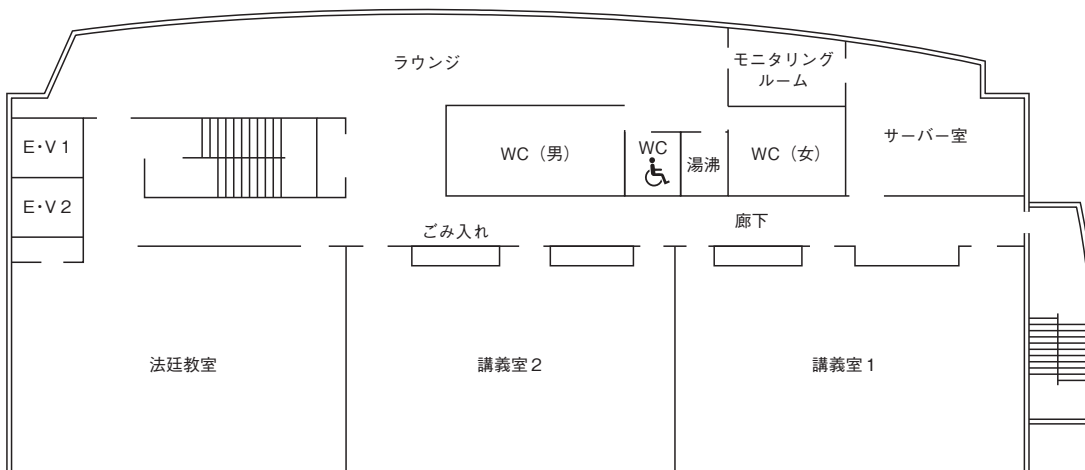 ラウンジ
モニタリング
ルーム
サーバー室
E・V 1
WC（男）
WC
湯沸
WC（女）
E・V 2
ごみ入れ
廊下
法廷教室
講義室 2
講義室 1